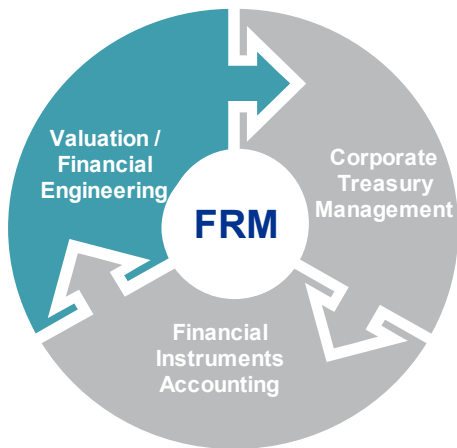 Valuation /
Financial
Engineering
Corporate
Treasury
Management
FRM
Financial
Instruments
Accounting